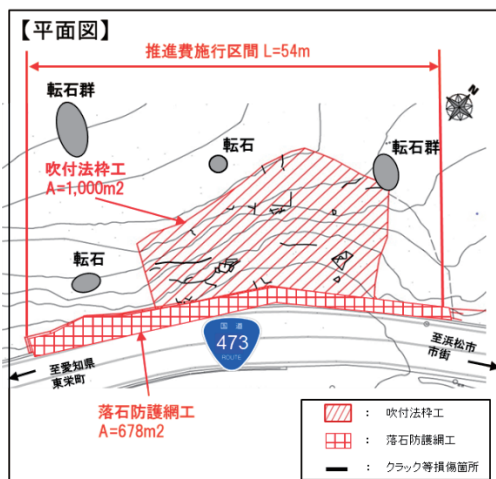 【平面図】
推進費施行区間 L=54m
転石群
転石
転石群
N
吹付法枠工
A=1,000m2
転石
国道
473
ROUTE
至愛知県
東栄町
至浜松市
市街
落石防護網工
A=678m2
： 吹付法枠工
： 落石防護網工
： クラック等損傷箇所